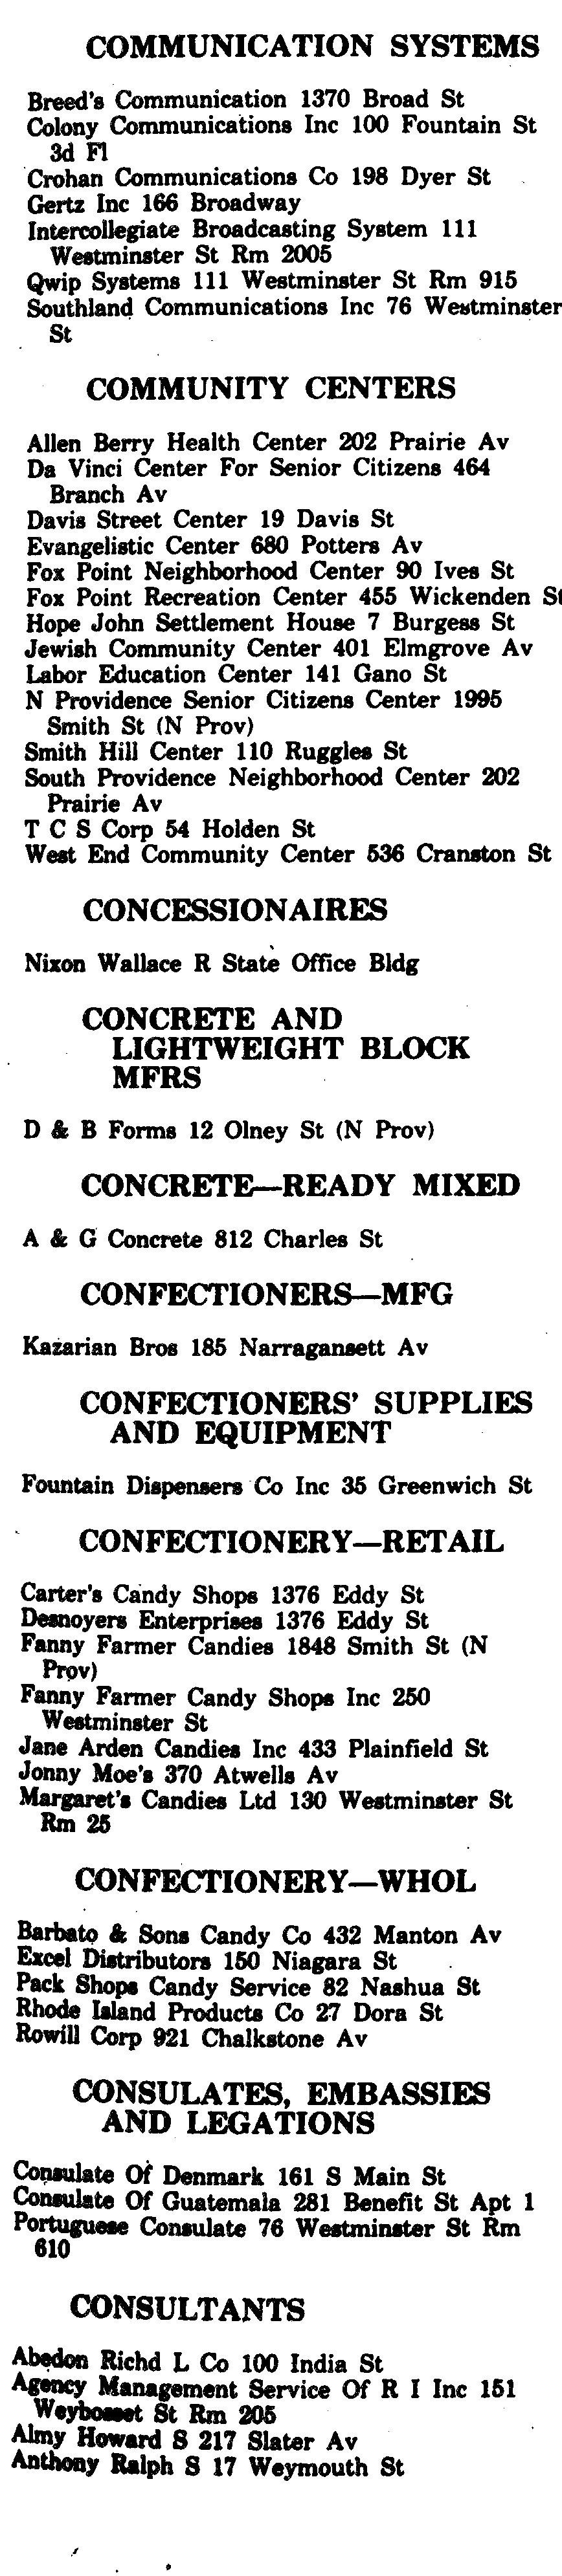 COMMUNICATION SYSTEMS
Breed's Communication 1370 Broad St
Colony Communications Inc 100 Fountain St
3d Fl
Crohan Communications Co 198 Dyer St
Gertz Inc 166 Broadway
Intercollegiate Broadcasting System 111
Westminster St Rm 2005
Qwip Systems 111 Westminster St Rm 915
Southland Communications Inc 76 Westminster
St
COMMUNITY CENTERS
Allen Berry Health Center 202 Prairie Av
Da Vinci Center For Senior Citizens 464
Branch Av
Davis Street Center 19 Davis St
Evangelistic Center 680 Potters Av
Fox Point Neighborhood Center 90 Ives St
Fox Point Recreation Center 455 Wickenden St
Hope John Settlement House 7 Burgess St
Jewish Community Center 401 Elmgrove Av
Labor Education Center 141 Gano St
N Providence Senior Citizens Center 1995
Smith St (N Prov)
Smith Hill Center 110 Ruggles St
South Providence Neighborhood Center 202
Prairie Av
T C S Corp 54 Holden St
West End Community Center 536 Cranston St
CONCESSIONAIRES
Nixon Wallace R State Office Bldg
CONCRETE AND
LIGHTWEIGHT BLOCK
MFRS
D & B Forms 12 Olney St (N Prov)
CONCRETE—READY MIXED
A & G Concrete 812 Charles St
CONFECTIONERS—MFG
Kazarian Bros 185 Narragansett Av
CONFECTIONERS' SUPPLIES
AND EQUIPMENT
Fountain Dispensers Co Inc 35 Greenwich St
CONFECTIONERY—RETAIL
Carter's Candy Shops 1376 Eddy St
Desnoyers Enterprises 1376 Eddy St
Fanny Farmer Candies 1848 Smith St (N
Prov)
Fanny Farmer Candy Shops Inc 250
Westminster St
Jane Arden Candies Inc 433 Plainfield St
Jonny Moe's 370 Atwells Av
Margaret's Candies Ltd 130 Westminster St
Rm 25
CONFECTIONERY—WHOL
Barbato & Sons Candy Co 432 Manton Av
Excel Distributors 150 Niagara St
Pack Shops Candy Service 82 Nashua St
Rhode Island Products Co 27 Dora St
Rowill Corp 921 Chalkstone Av
CONSULATES, EMBASSIES
AND LEGATIONS
Consulate Of Denmark 161 S Main St
Consulate Of Guatemala 281 Benefit St Apt 1
Portuguese Consulate 76 Westminster St Rm
610
CONSULTANTS
Abedon Richd L Co 100 India St
Agency Management Service Of R I Inc 151
Weybosset St Rm 205
Almy Howard S 217 Slater Av
Anthony Ralph S 17 Weymouth St